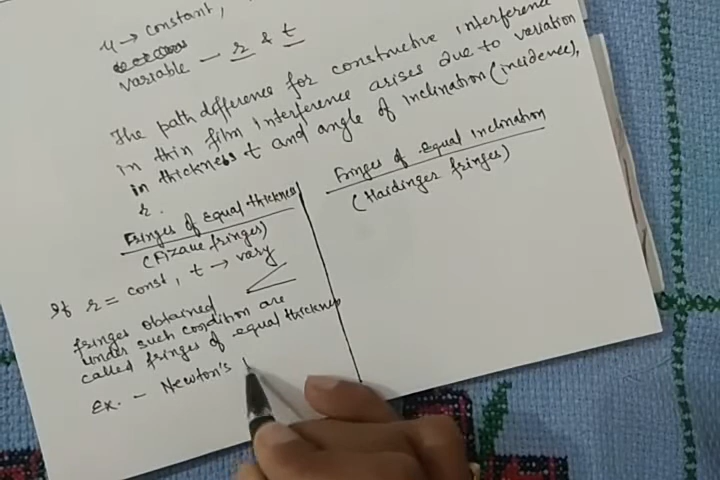 μ → constant,
variable - r & t
The path difference for constructive interference
in thin film interference arises due to variation
in thickness t and angle of inclination (incidence),
r.
Fringes of equal thickness
(Fizaue fringes)
If r = const, t → vary
fringes obtained
under such condition are
called fringes of equal thickness
Ex. - Newton's
Fringes of equal inclination
(Haidinger fringes)